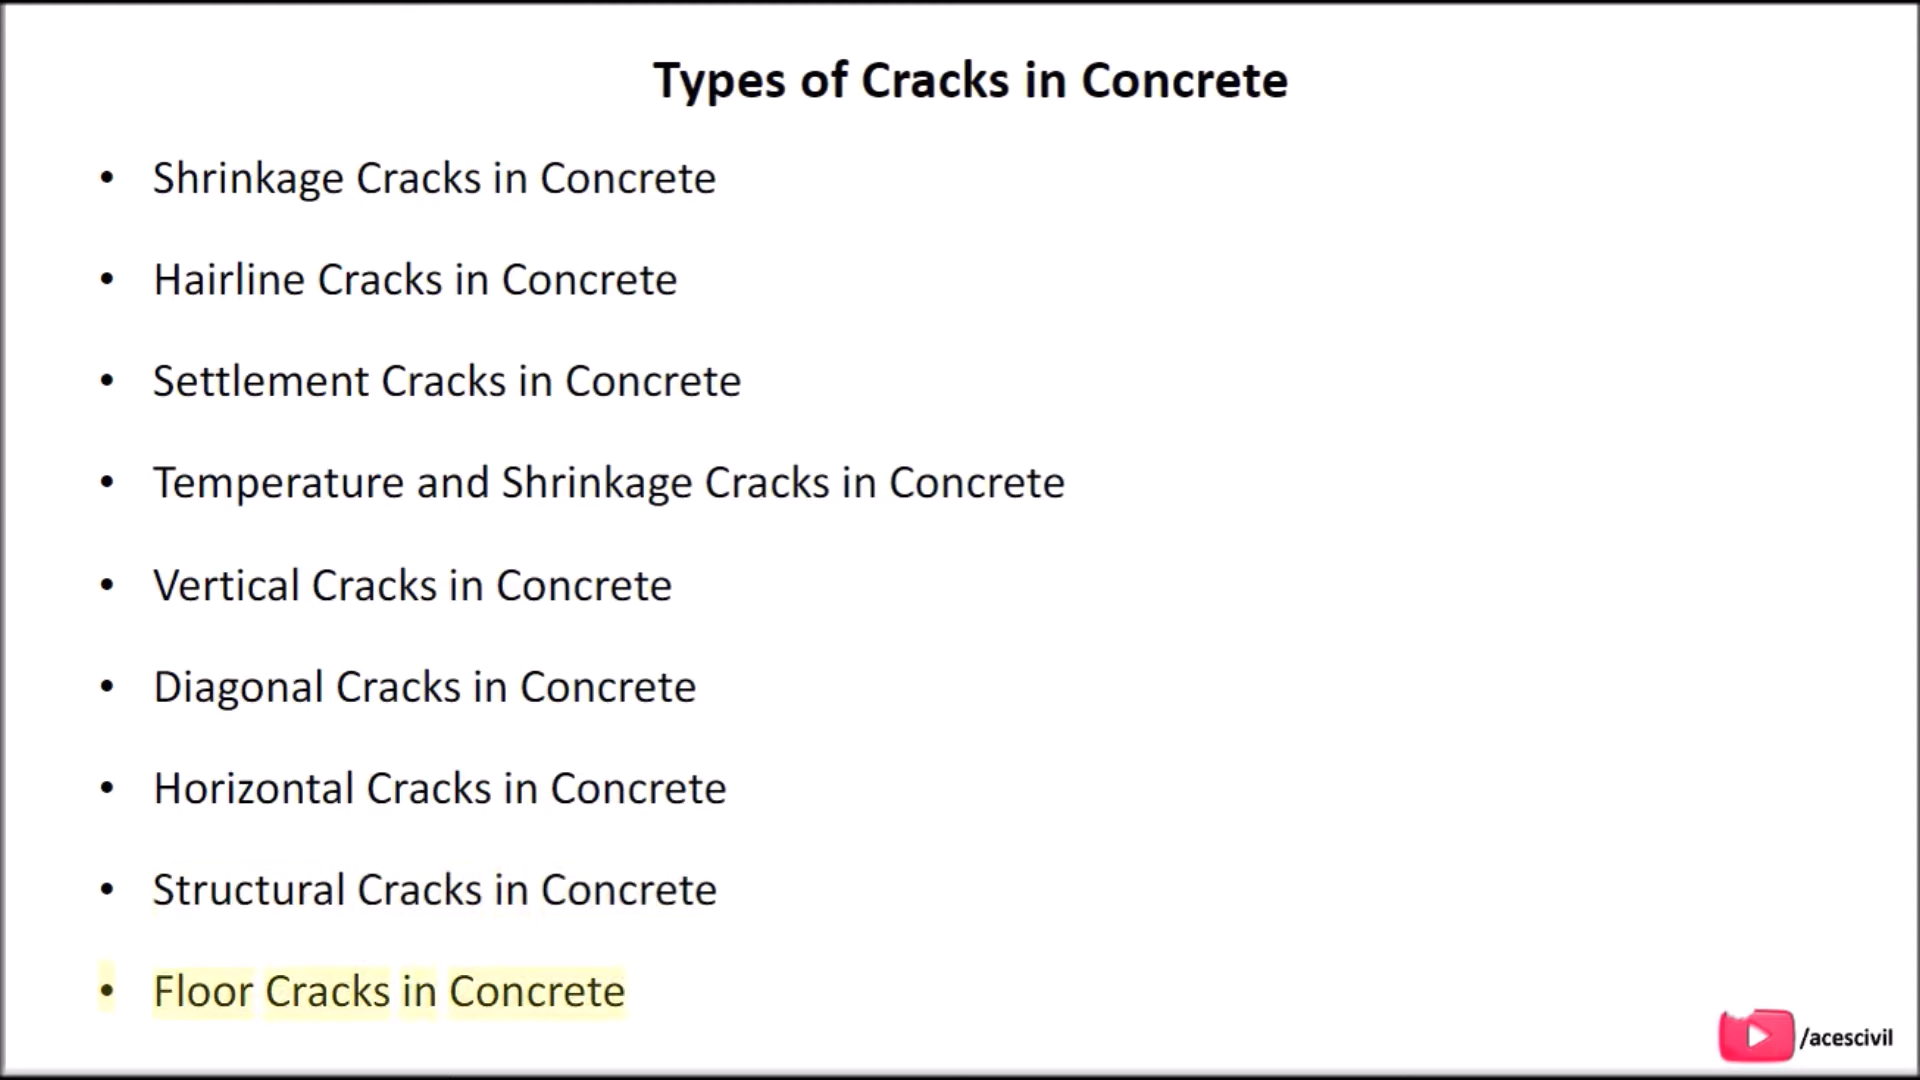 Types of Cracks in Concrete
• Shrinkage Cracks in Concrete
• Hairline Cracks in Concrete
• Settlement Cracks in Concrete
• Temperature and Shrinkage Cracks in Concrete
• Vertical Cracks in Concrete
• Diagonal Cracks in Concrete
• Horizontal Cracks in Concrete
• Structural Cracks in Concrete
• Floor Cracks in Concrete
/acescivil